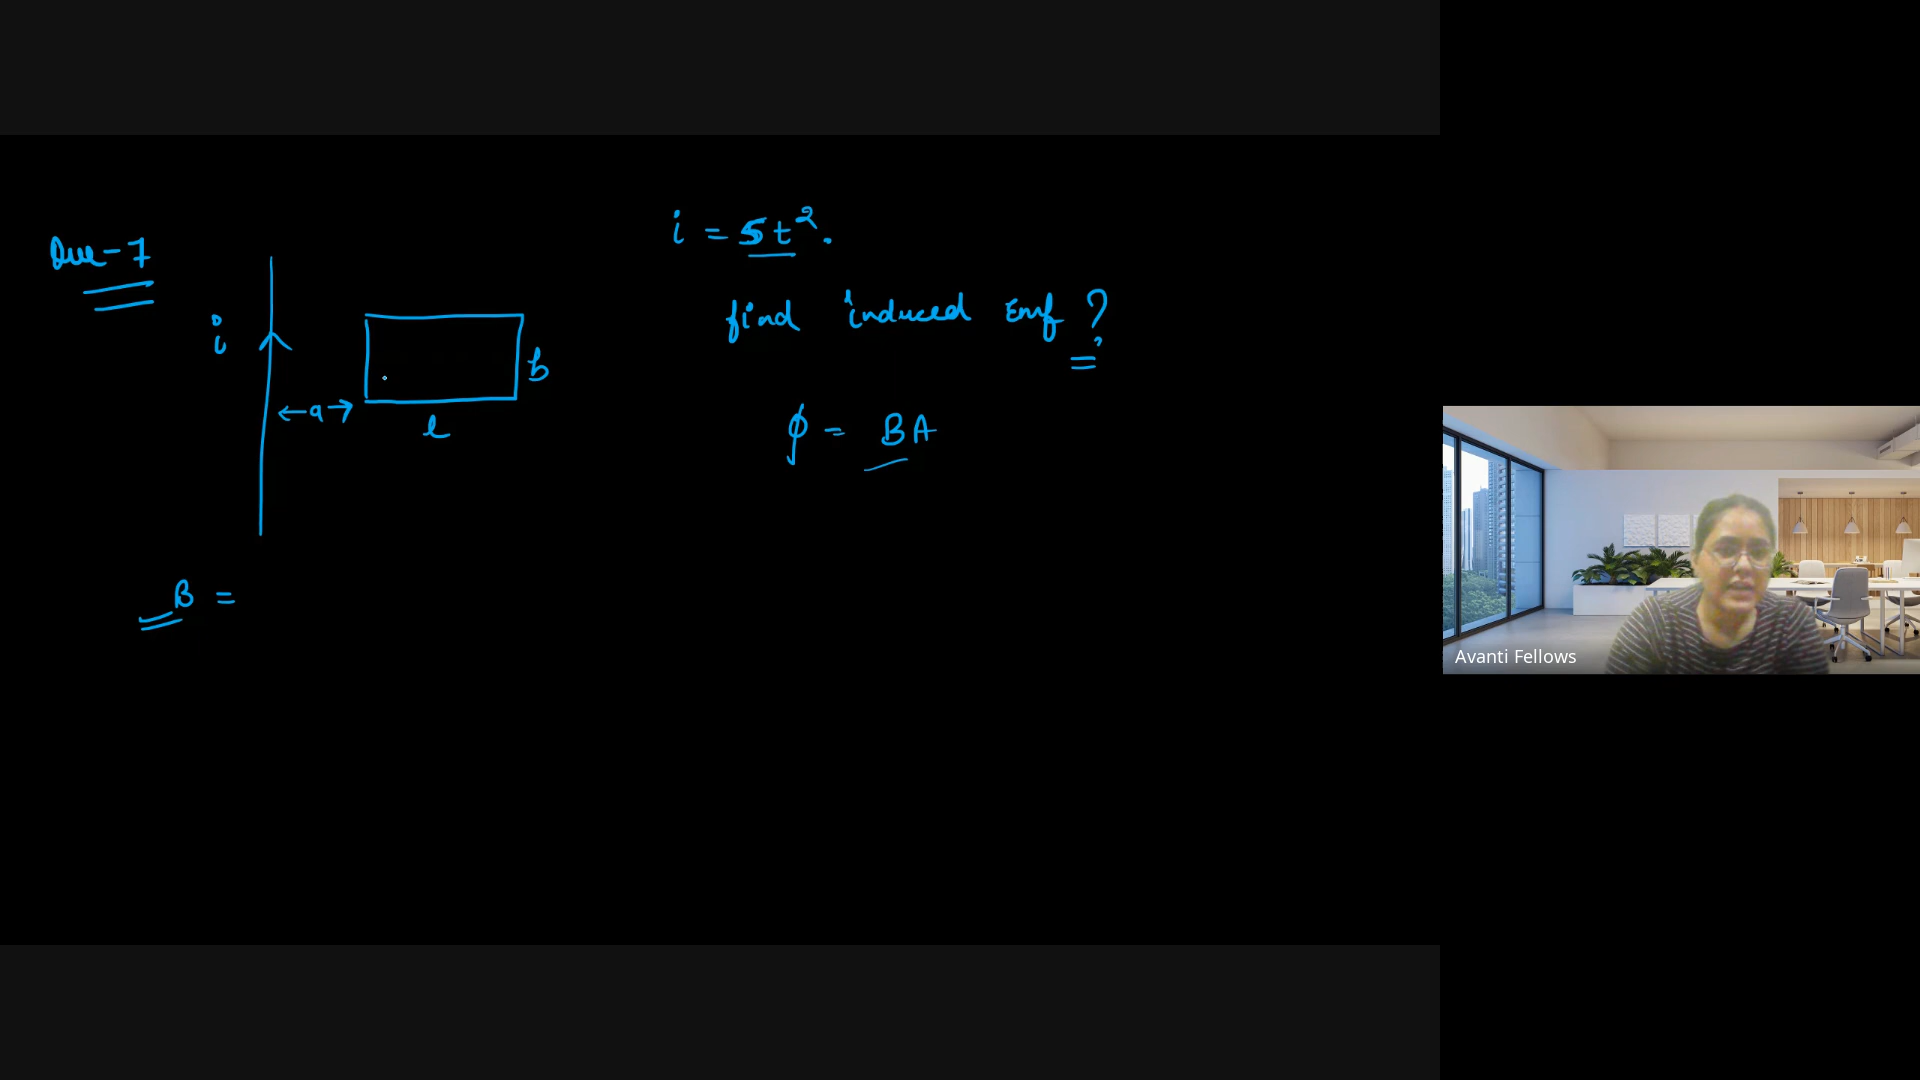 Que-7
i
←a→
l
b
i = 5t².
find induced Emf ?
φ = BA
B =
Avanti Fellows